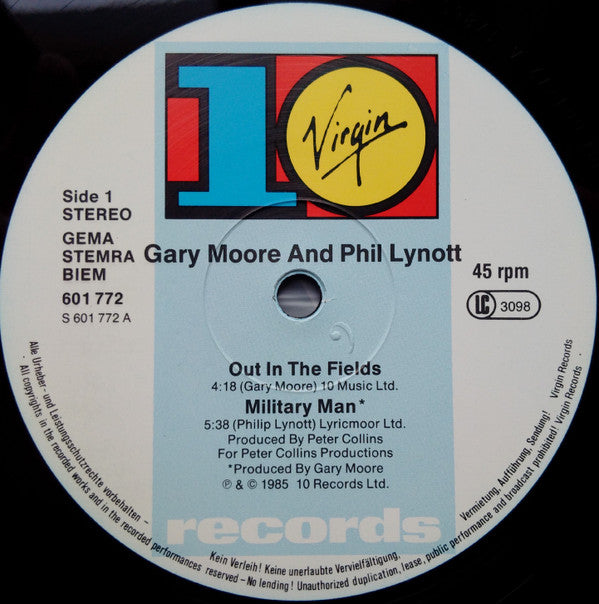 10
Virgin
Side 1
STEREO
GEMA
STEMRA
BIEM
601 772
S 601 772 A
Gary Moore And Phil Lynott
45 rpm
LC 3098
Out In The Fields
4:18 (Gary Moore) 10 Music Ltd.
Military Man*
5:38 (Philip Lynott) Lyricmoor Ltd.
Produced By Peter Collins
For Peter Collins Productions
*Produced By Gary Moore
℗ & © 1985 10 Records Ltd.
records
Alle Urheber- und Leistungsschutzrechte vorbehalten – Kein Verleih! Keine unerlaubte Vervielfältigung, Vermietung, Aufführung, Sendung! Virgin Records
· All copyrights in the recorded works and in the recorded performances reserved – No lending! Unauthorized duplication, lease, public performance and broadcast prohibited! Virgin Records